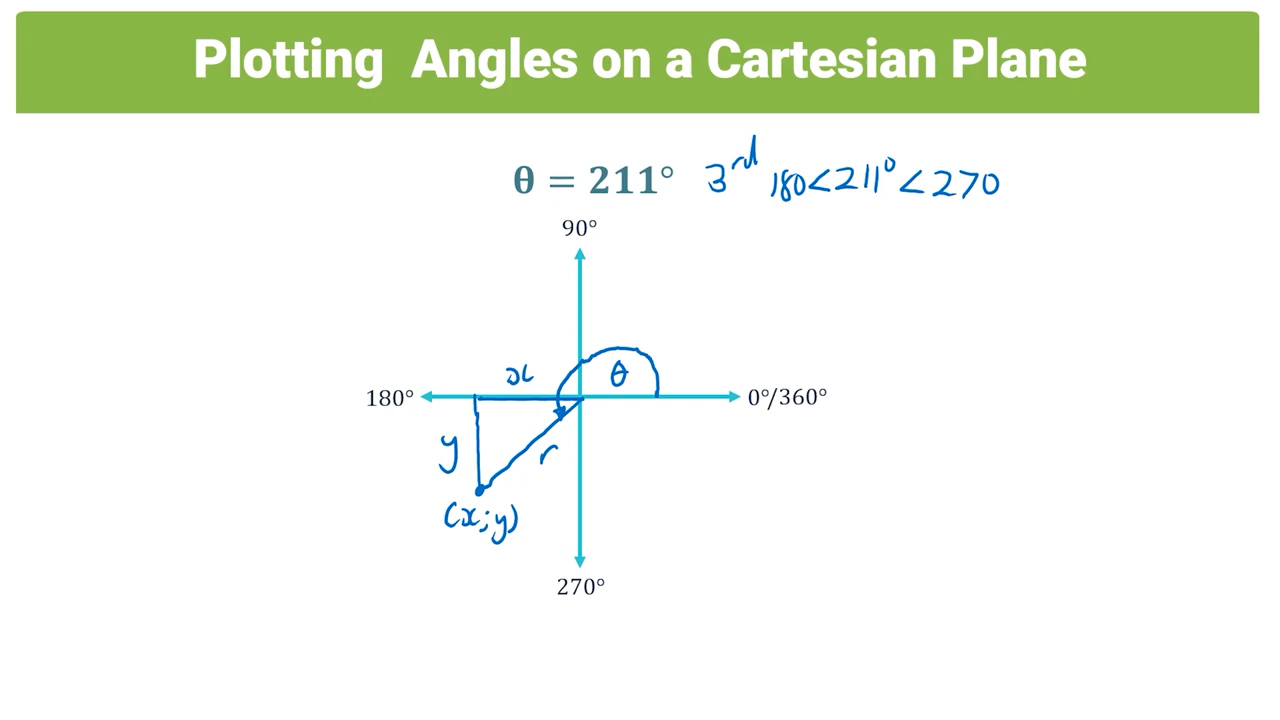 Plotting Angles on a Cartesian Plane
θ = 211° 3rd 180<211°<270
90°
x
θ
180°
0°/360°
y
r
(x;y)
270°